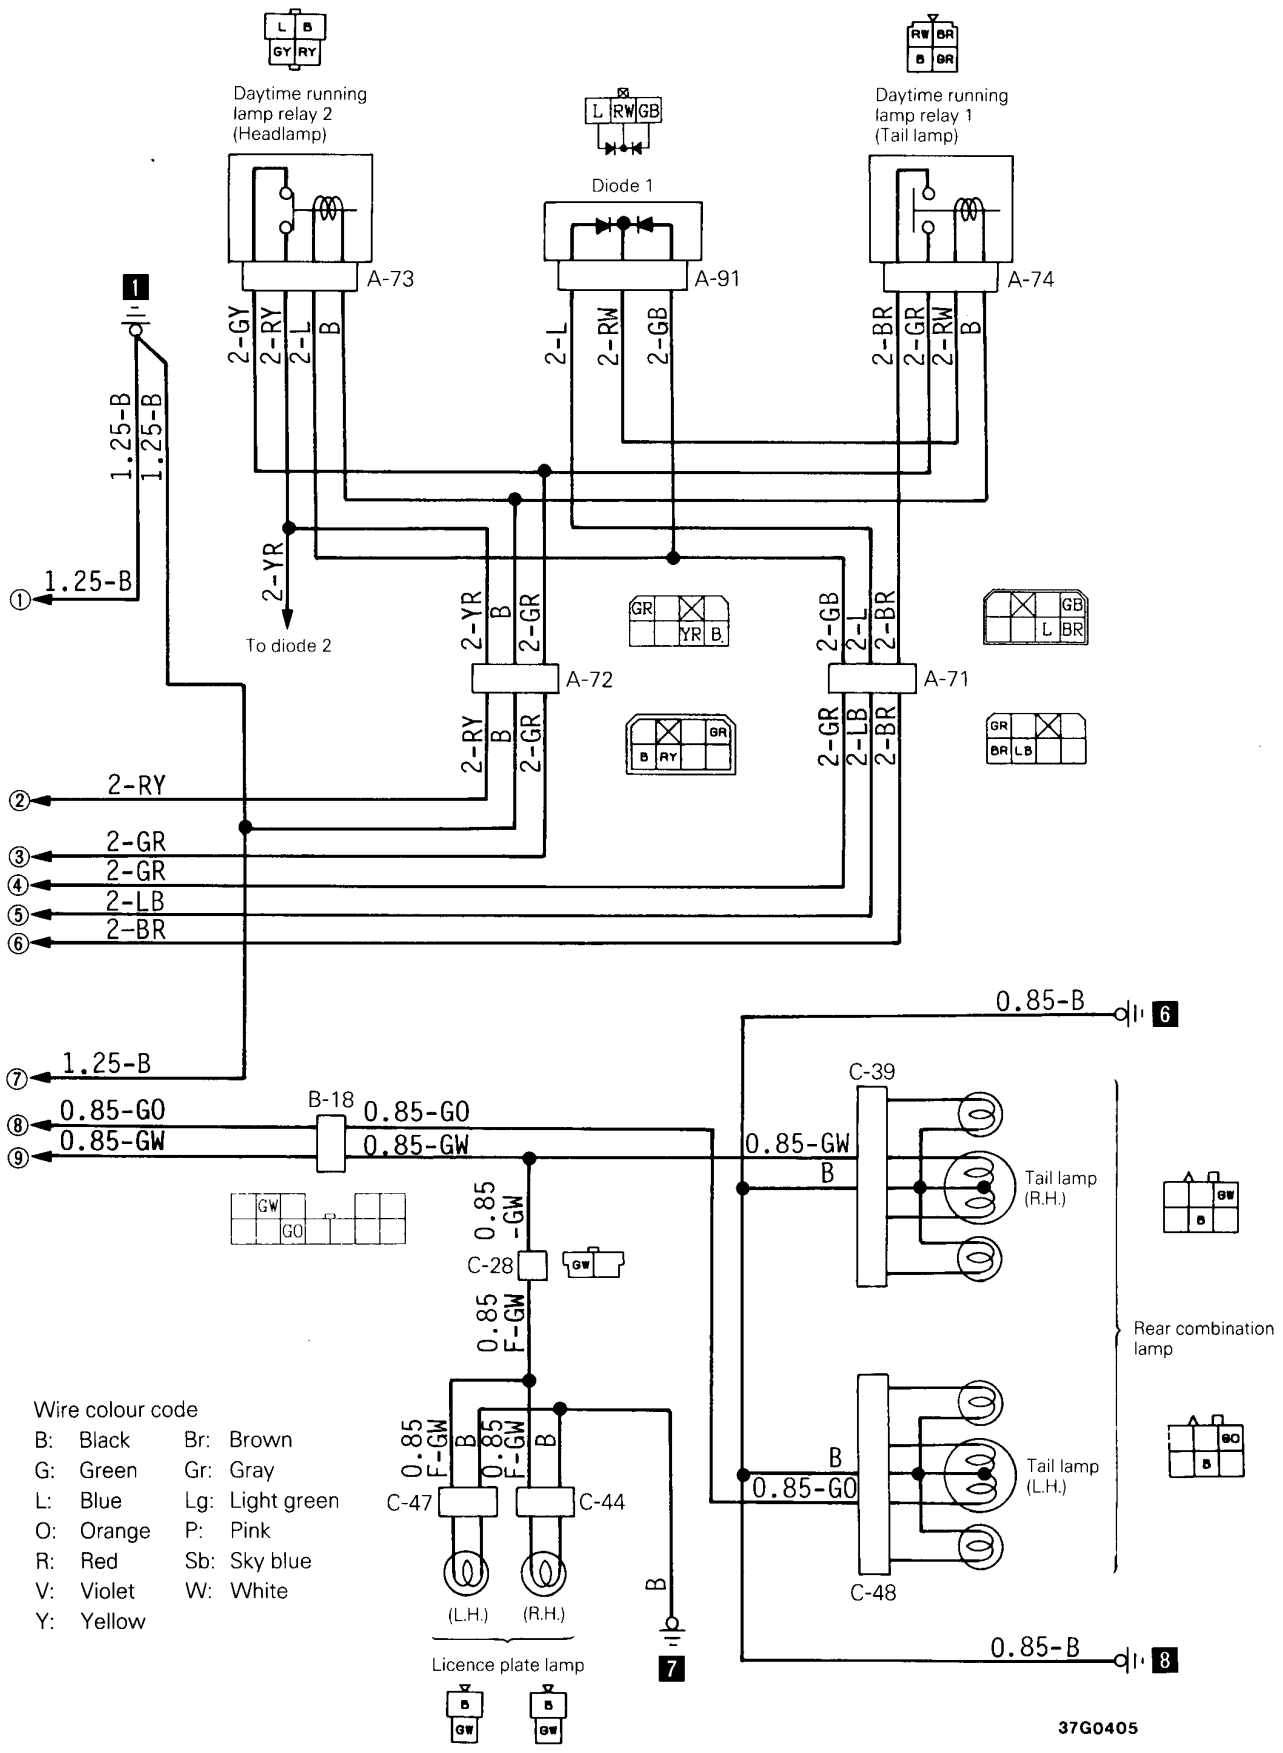 L B
GY RY
Daytime running
lamp relay 2
(Headlamp)
L RW GB
Diode 1
RW BR
B GR
Daytime running
lamp relay 1
(Tail lamp)
A-73
A-91
A-74
1
2-GY
2-RY
2-L
B
2-L
2-RW
2-GB
2-BR
2-GR
2-RW
B
1.25-B
1.25-B
① 1.25-B
2-YR
To diode 2
2-YR
B
2-GR
GR
YR B
2-GB
2-L
2-BR
GB
L BR
A-72
A-71
2-RY
B
2-GR
GR
B RY
2-GR
2-LB
2-BR
GR
BR LB
② 2-RY
③ 2-GR
④ 2-GR
⑤ 2-LB
⑥ 2-BR
0.85-B
6
⑦ 1.25-B
C-39
⑧ 0.85-GO
B-18
0.85-GO
⑨ 0.85-GW
0.85-GW
0.85-GW
B
Tail lamp
(R.H.)
GW
B
GW
GO
0.85
-GW
C-28
GW
0.85
F-GW
Rear combination
lamp
Wire colour code
B: Black Br: Brown
G: Green Gr: Gray
L: Blue Lg: Light green
O: Orange P: Pink
R: Red Sb: Sky blue
V: Violet W: White
Y: Yellow
0.85
F-GW
B
0.85
F-GW
B
C-47
C-44
B
0.85-GO
Tail lamp
(L.H.)
GO
B
C-48
(L.H.) (R.H.)
B
7
Licence plate lamp
B
GW
B
GW
0.85-B
8
37G0405